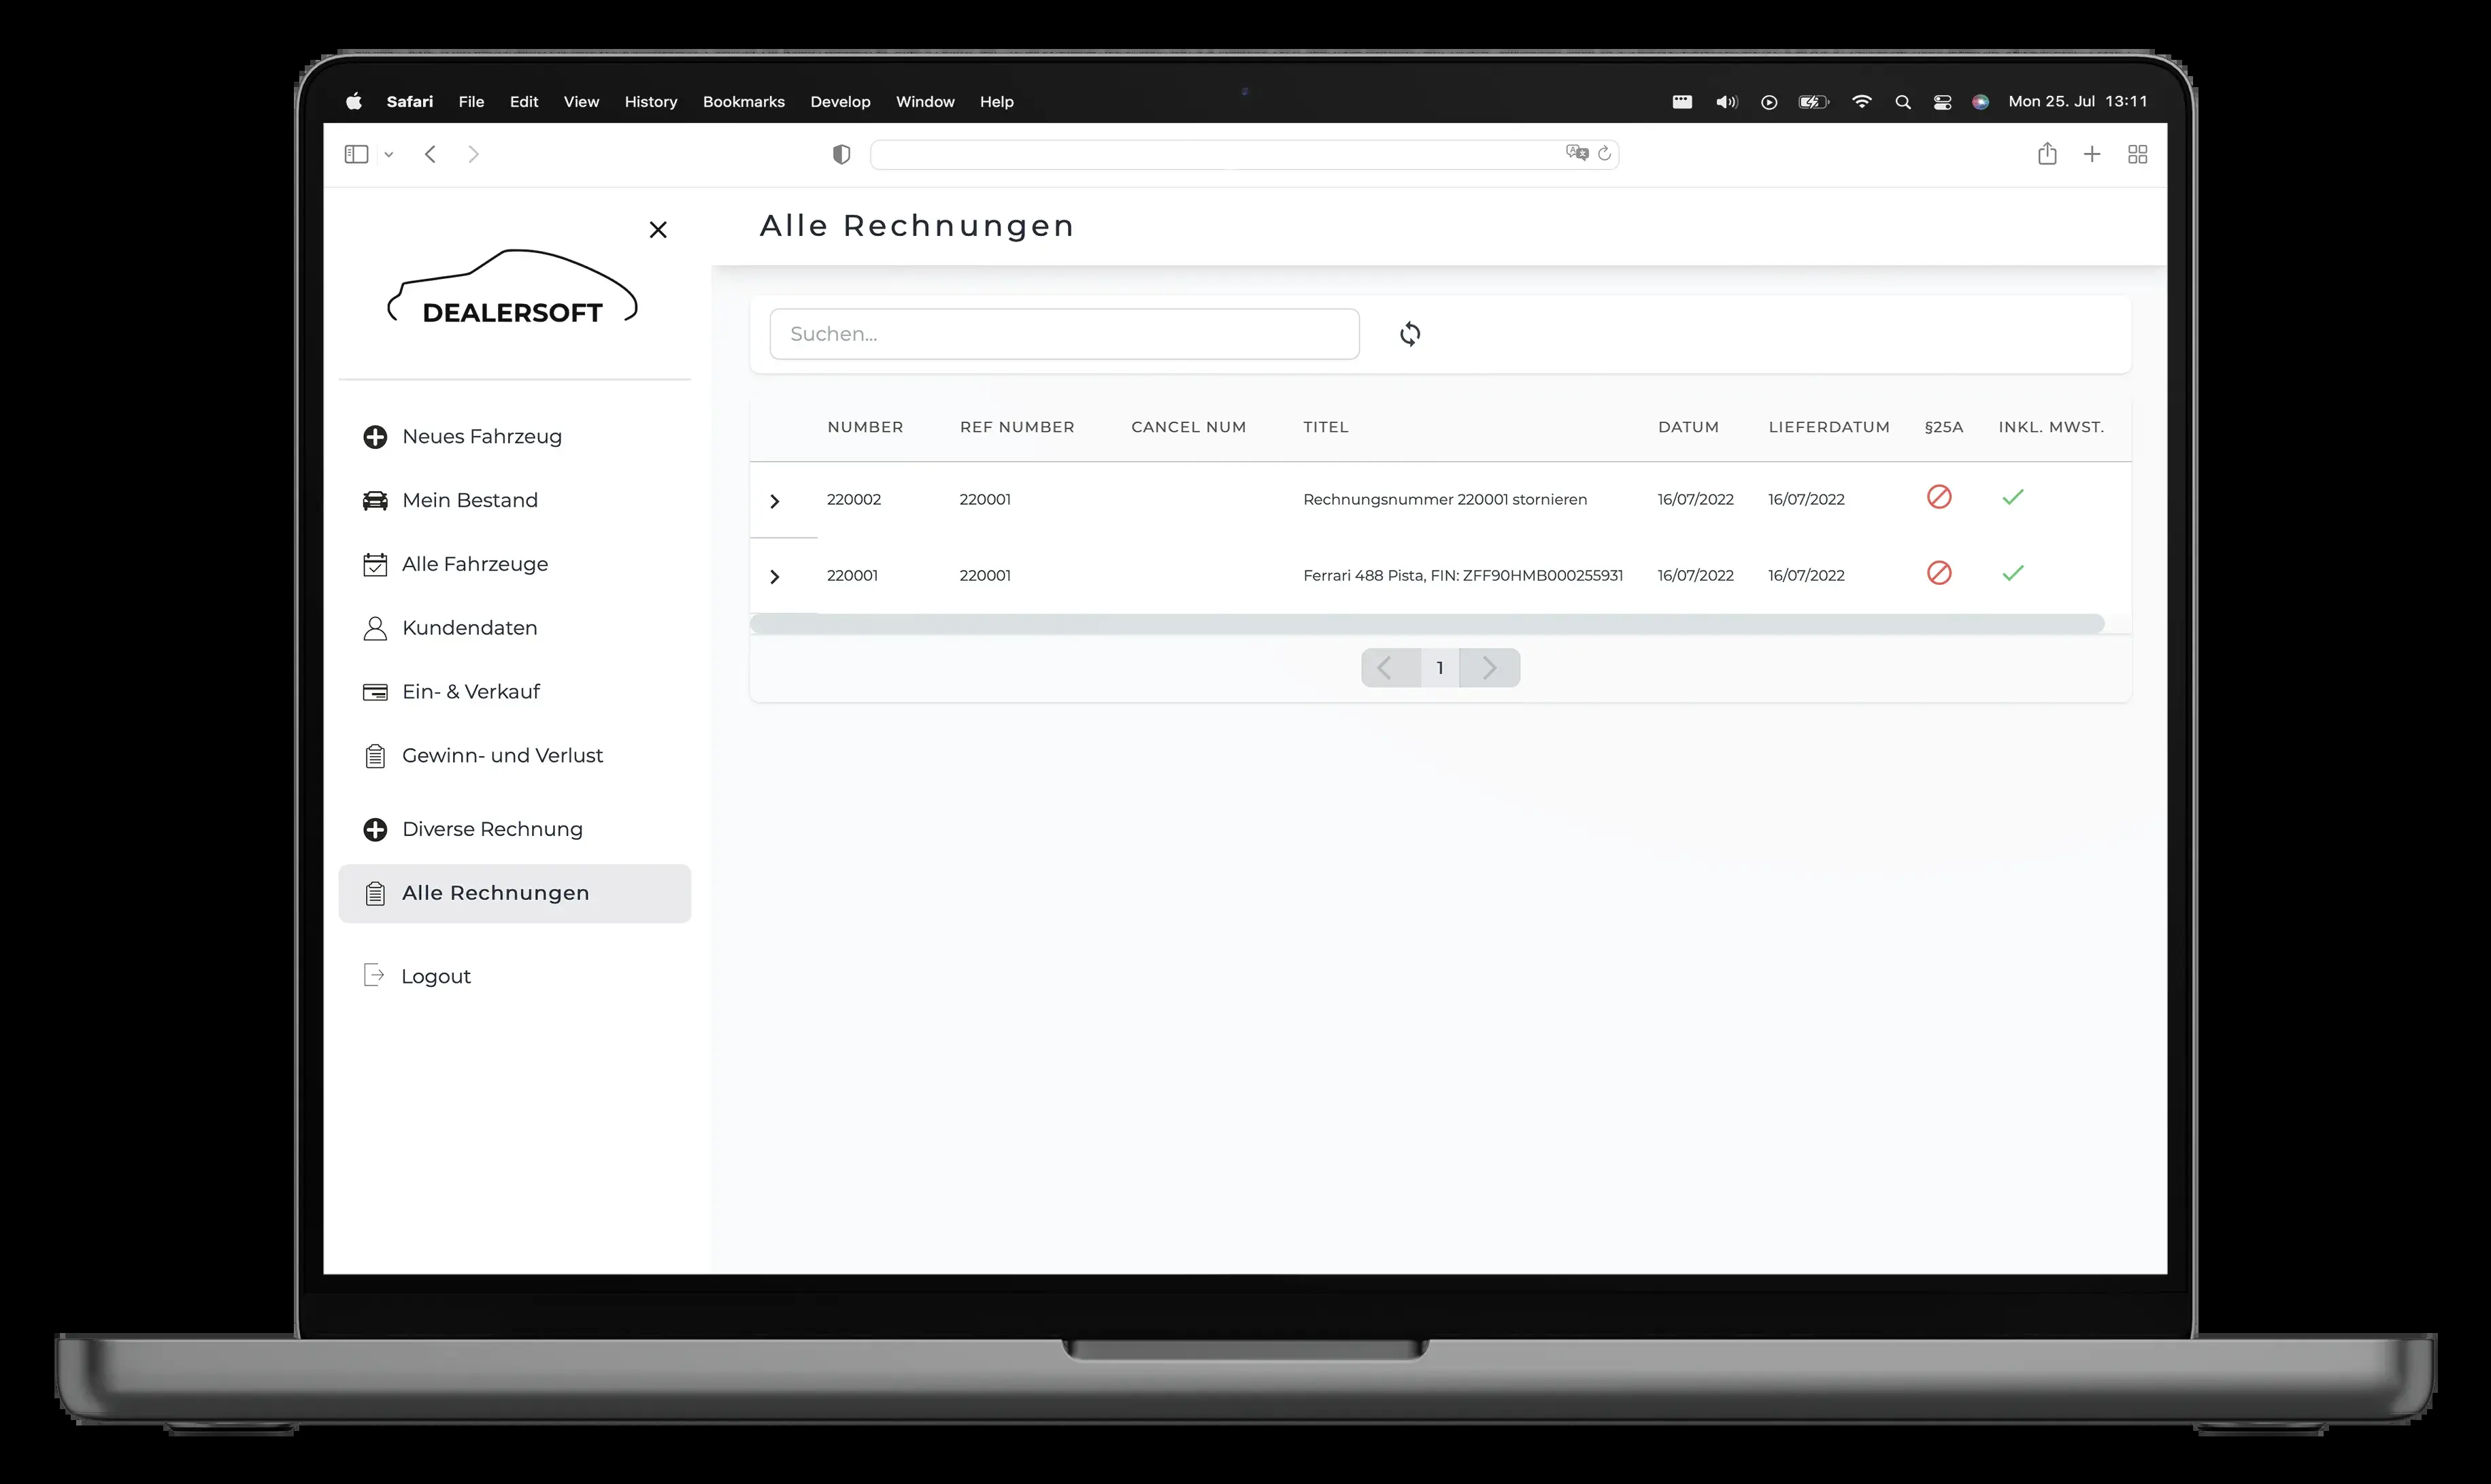 Safari File Edit View History Bookmarks Develop Window Help Mon 25. Jul 13:11
Alle Rechnungen
DEALERSOFT
Suchen...
Neues Fahrzeug
Mein Bestand
Alle Fahrzeuge
Kundendaten
Ein- & Verkauf
Gewinn- und Verlust
Diverse Rechnung
Alle Rechnungen
Logout
NUMBER REF NUMBER CANCEL NUM TITEL DATUM LIEFERDATUM §25A INKL. MWST.
220002 220001 Rechnungsnummer 220001 stornieren 16/07/2022 16/07/2022
220001 220001 Ferrari 488 Pista, FIN: ZFF90HMB000255931 16/07/2022 16/07/2022
1